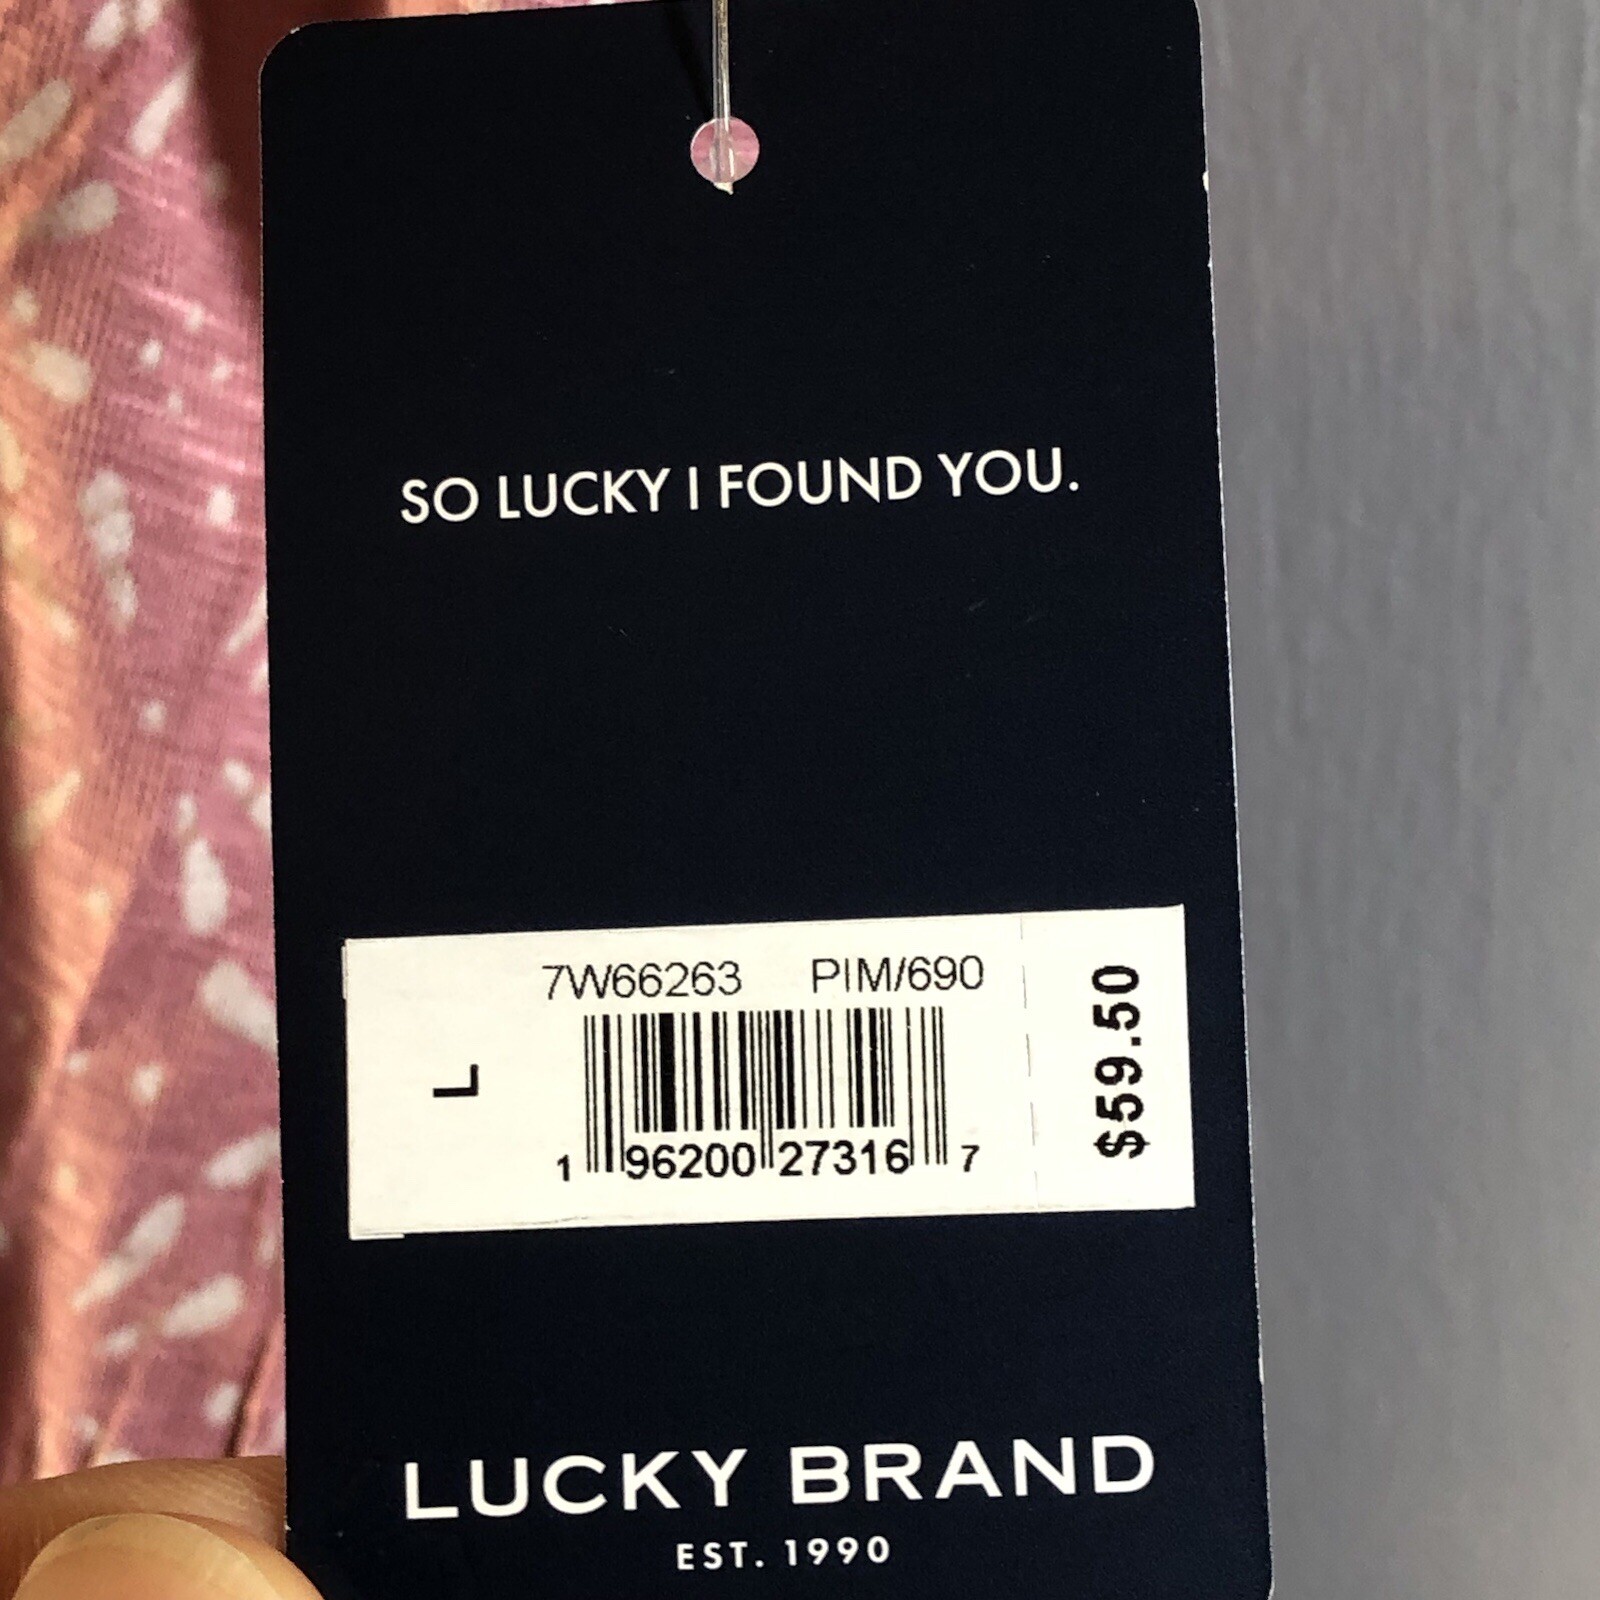 SO LUCKY I FOUND YOU.
7W66263 PIM/690
L
1 96200 27316 7
$59.50
LUCKY BRAND
EST. 1990